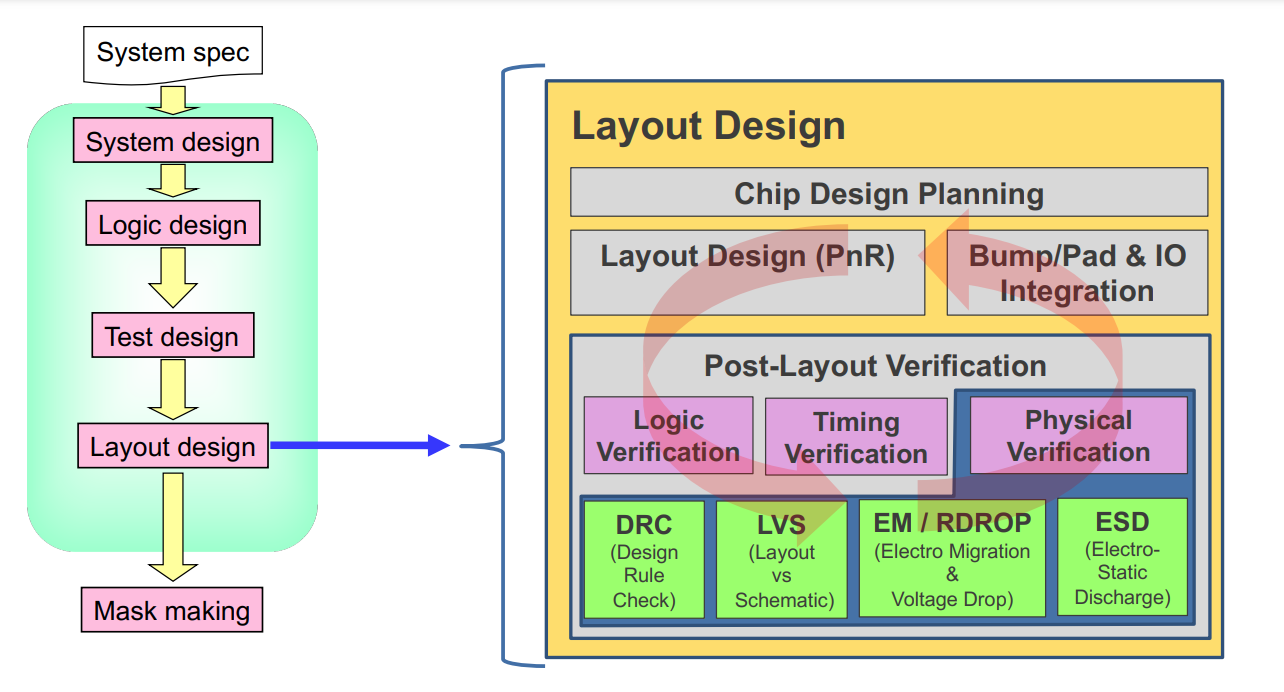 System spec
System design
Logic design
Test design
Layout design
Mask making
Layout Design
Chip Design Planning
Layout Design (PnR)
Bump/Pad & IO
Integration
Post-Layout Verification
Logic
Verification
Timing
Verification
Physical
Verification
DRC
(Design
Rule
Check)
LVS
(Layout
vs
Schematic)
EM / RDROP
(Electro Migration
&
Voltage Drop)
ESD
(Electro-
Static
Discharge)